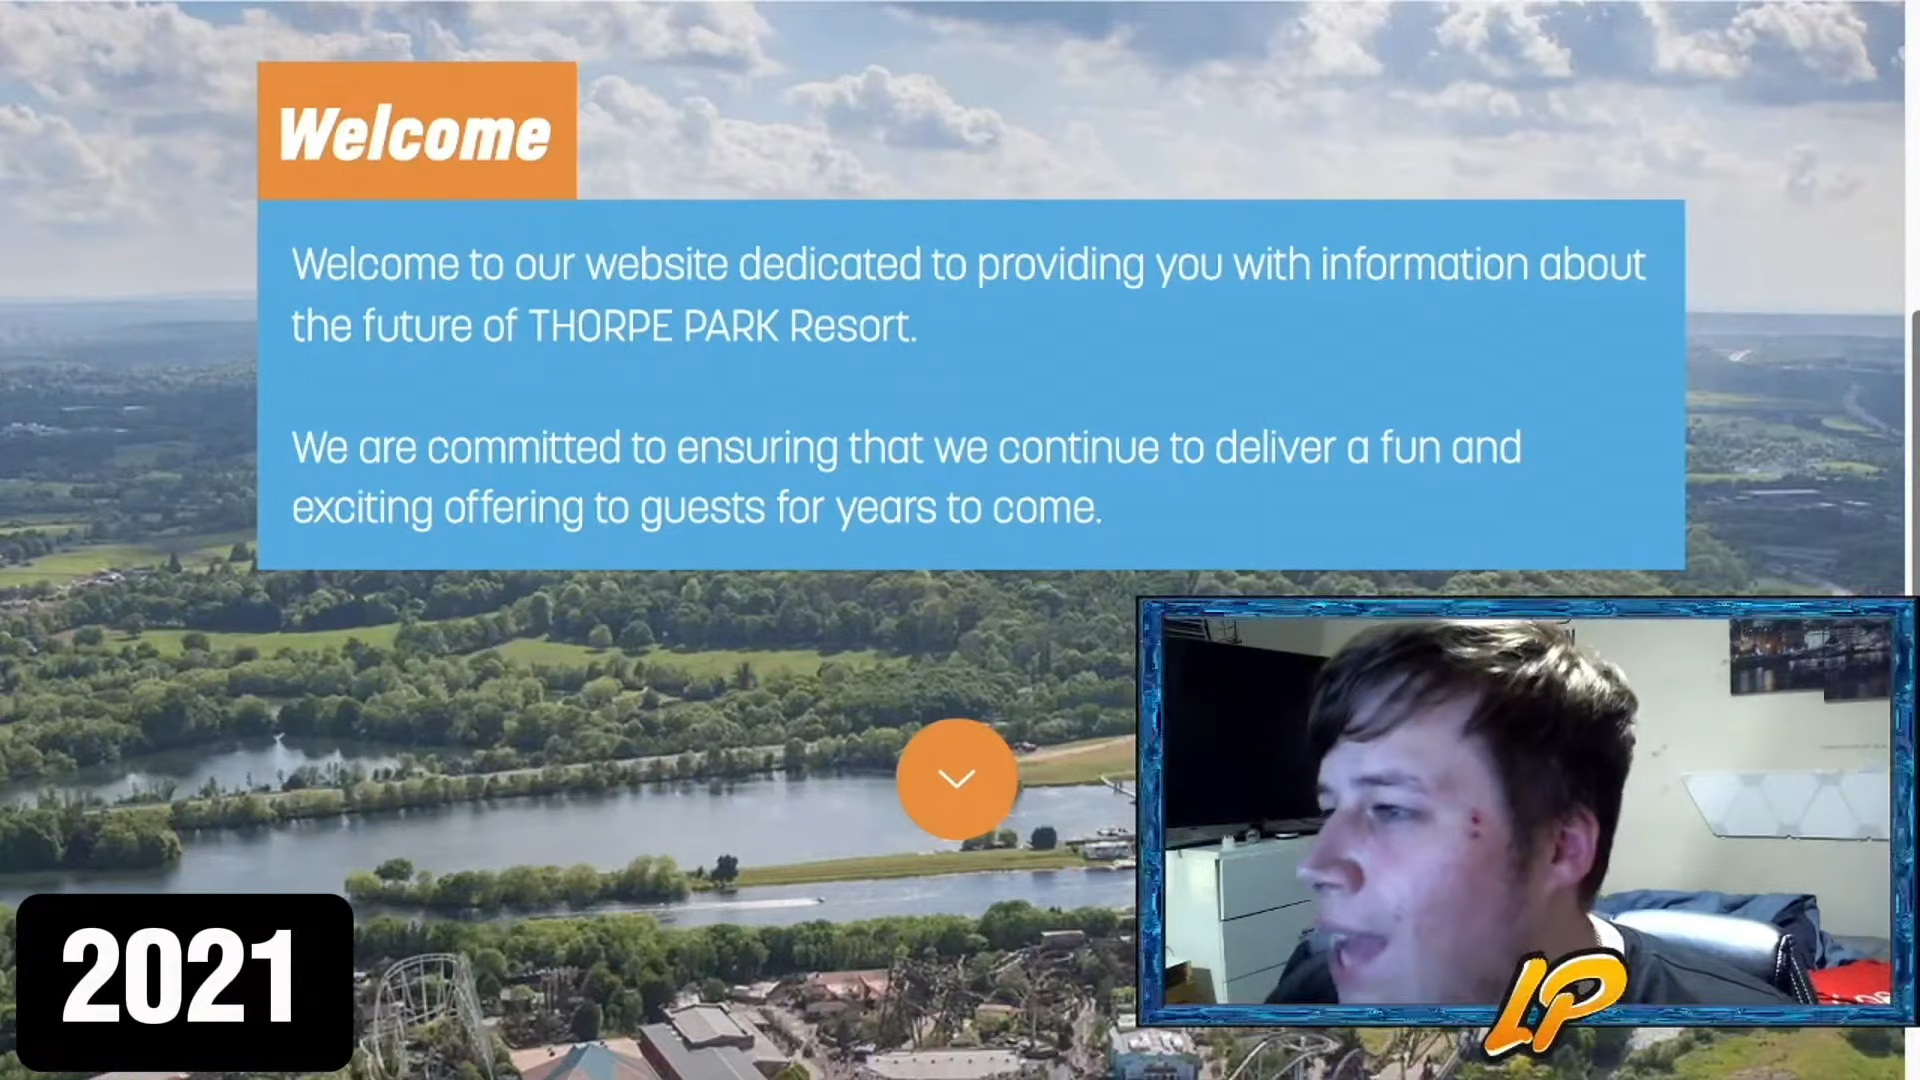 Welcome
Welcome to our website dedicated to providing you with information about
the future of THORPE PARK Resort.
We are committed to ensuring that we continue to deliver a fun and
exciting offering to guests for years to come.
2021
LP